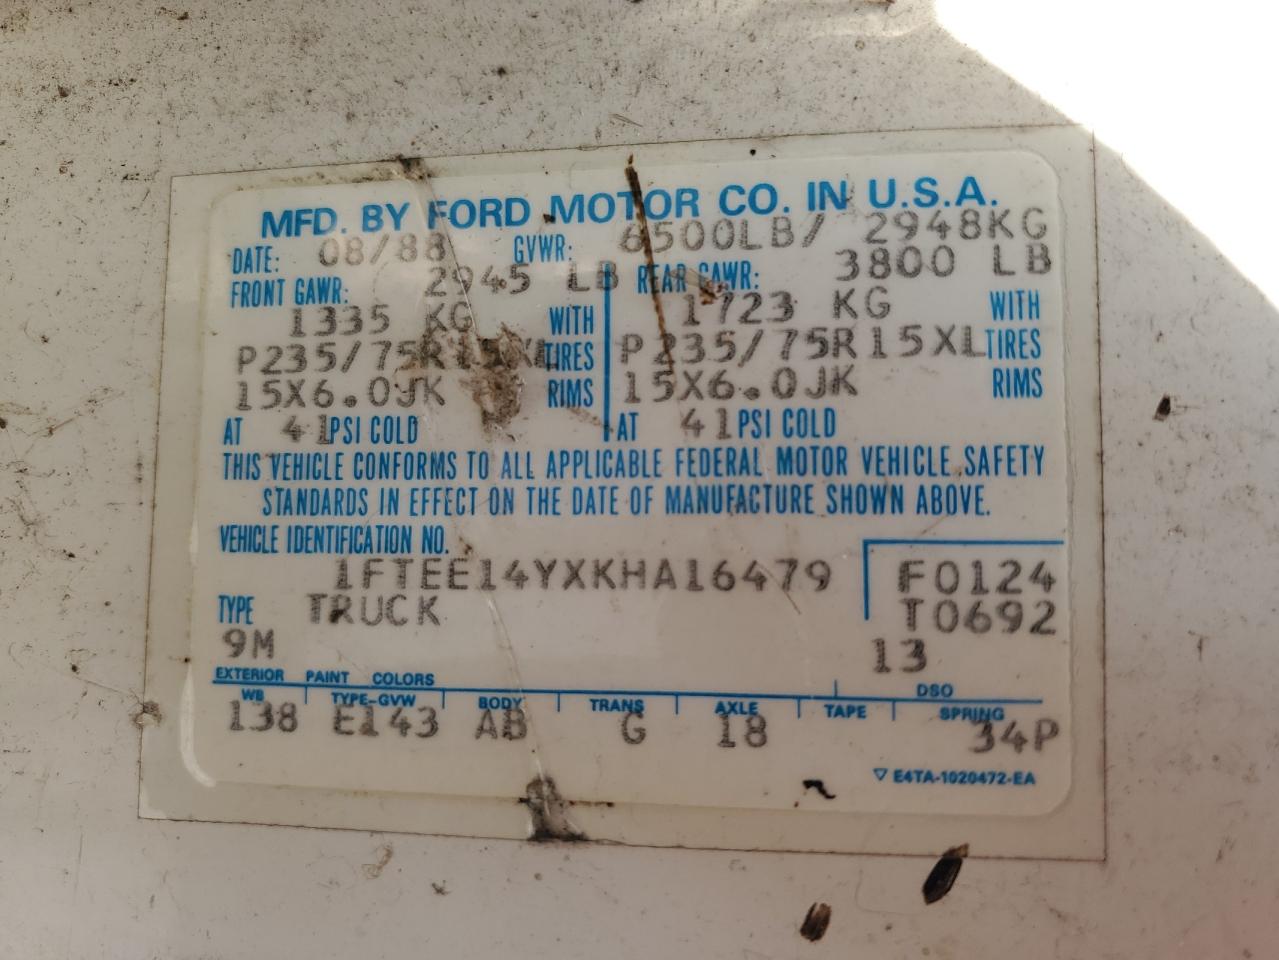 MFD. BY FORD MOTOR CO. IN U.S.A.
DATE: 08/88 GVWR: 6500LB/ 2948KG
FRONT GAWR: 2945 LB REAR GAWR: 3800 LB
1335 KG WITH 1723 KG WITH
P235/75R15XL TIRES P235/75R15XL TIRES
15X6.0JK RIMS 15X6.0JK RIMS
AT 41 PSI COLD AT 41 PSI COLD
THIS VEHICLE CONFORMS TO ALL APPLICABLE FEDERAL MOTOR VEHICLE SAFETY
STANDARDS IN EFFECT ON THE DATE OF MANUFACTURE SHOWN ABOVE.
VEHICLE IDENTIFICATION NO.
1FTEE14YXKHA16479 F0124
TYPE TRUCK T0692
9M 13
EXTERIOR PAINT COLORS DSO
WB TYPE-GVW BODY TRANS AXLE TAPE SPRING
138 E143 AB G 18 34P
▽ E4TA-1020472-EA